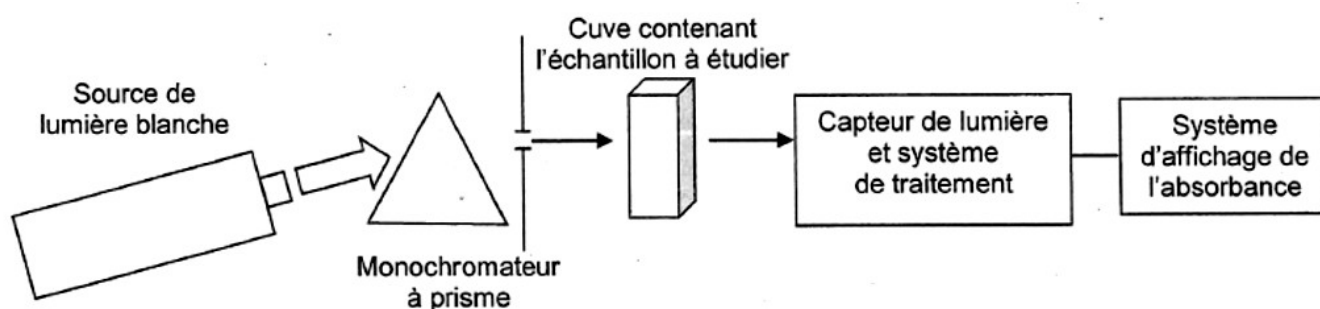 Source de
lumière blanche
Monochromateur
à prisme
Cuve contenant
l'échantillon à étudier
Capteur de lumière
et système
de traitement
Système
d'affichage de
l'absorbance